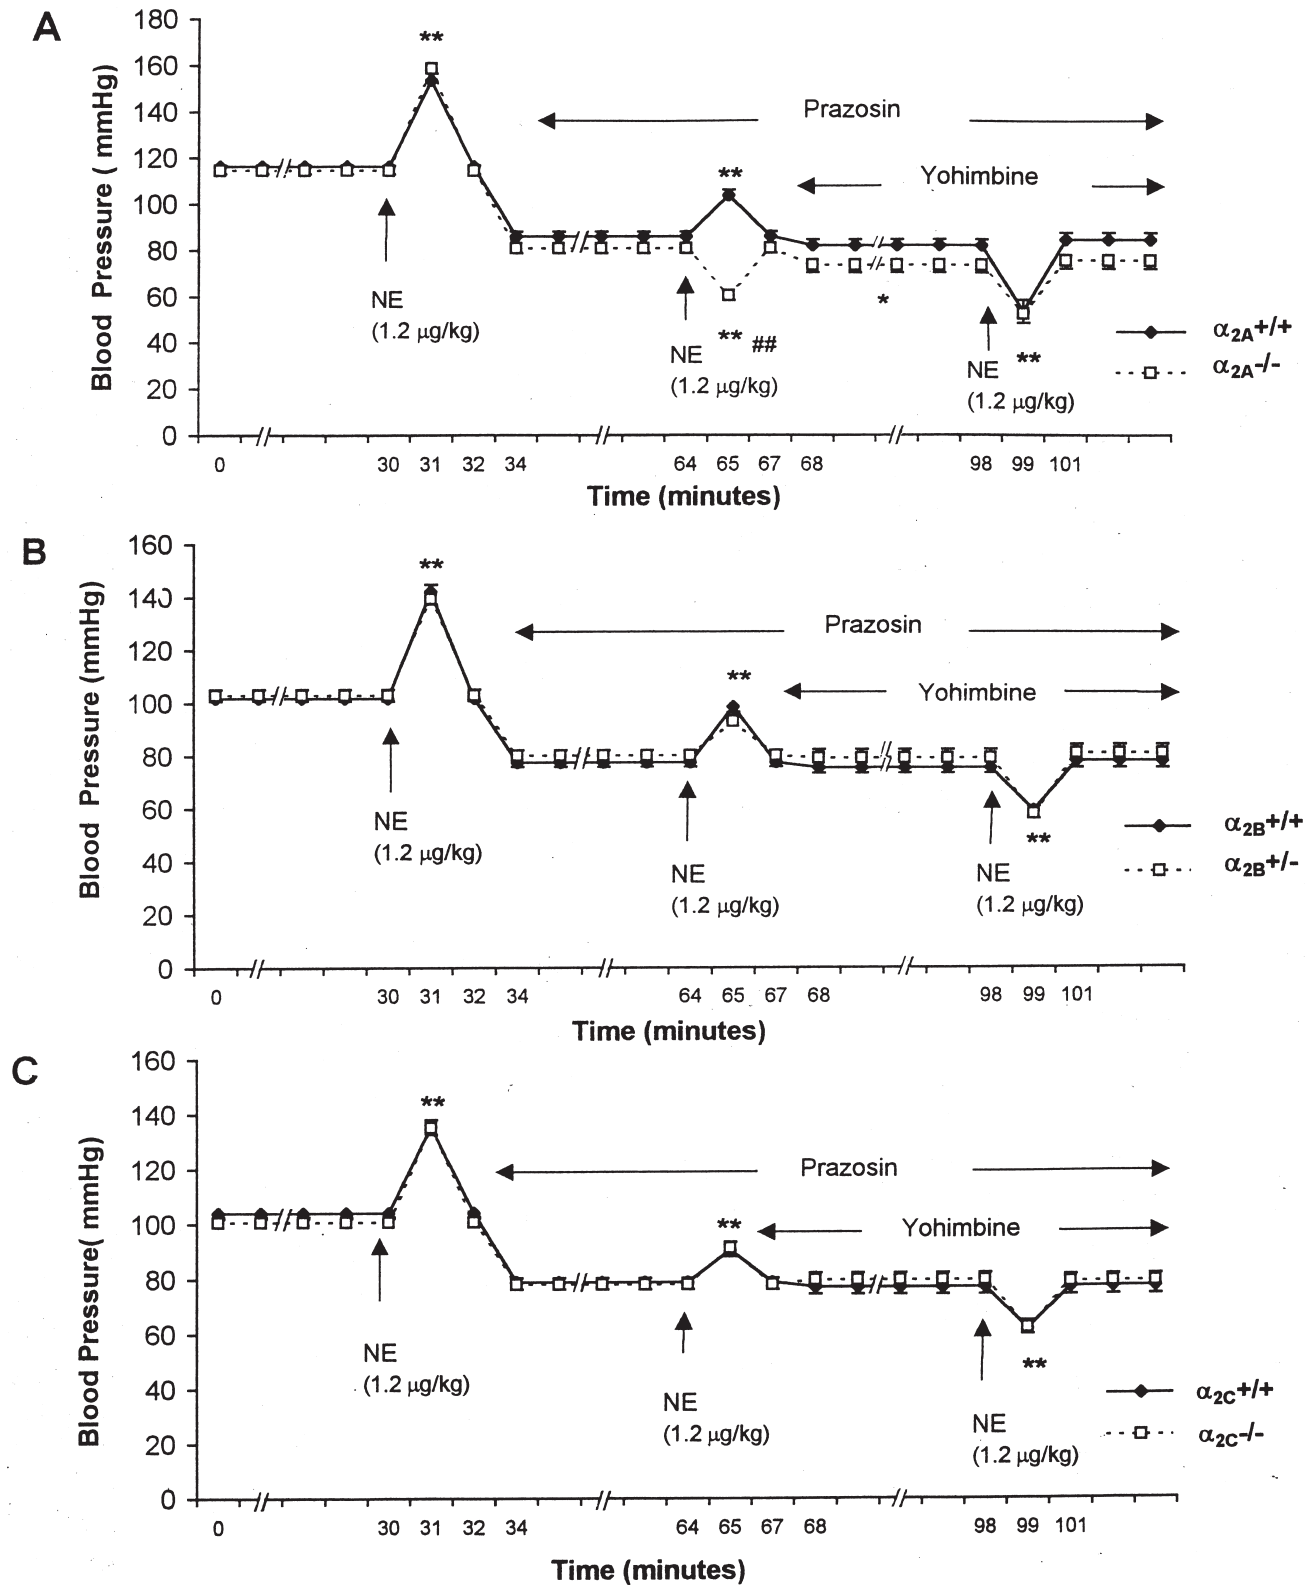 A
180
160
140
120
100
80
60
40
20
0
Blood Pressure ( mmHg)
**
Prazosin
**
Yohimbine
*
NE
(1.2 µg/kg)
** ##
NE
(1.2 µg/kg)
**
NE
(1.2 µg/kg)
α2A+/+
α2A-/-
0 30 31 32 34 64 65 67 68 98 99 101
Time (minutes)
B
160
140
120
100
80
60
40
20
0
Blood Pressure (mmHg)
**
Prazosin
**
Yohimbine
NE
(1.2 µg/kg)
NE
(1.2 µg/kg)
**
NE
(1.2 µg/kg)
α2B+/+
α2B+/-
0 30 31 32 34 64 65 67 68 98 99 101
Time (minutes)
C
160
140
120
100
80
60
40
20
0
Blood Pressure( mmHg)
**
Prazosin
**
Yohimbine
NE
(1.2 µg/kg)
NE
(1.2 µg/kg)
**
NE
(1.2 µg/kg)
α2C+/+
α2C-/-
0 30 31 32 34 64 65 67 68 98 99 101
Time (minutes)